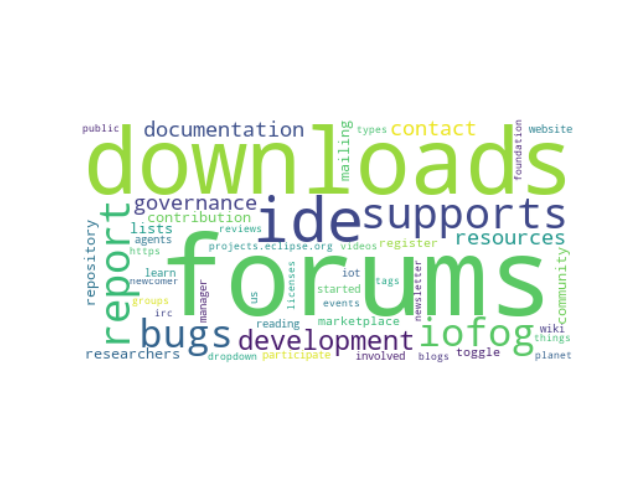 public
documentation
mailing
types
contact
foundation
website
downloads
governance
ide
supports
contribution
repository
report
lists
reviews
resources
agents
projects.eclipse.org
videos
register
https
forums
community
learn
newcomer
iot
tags
groups
manager
us
licenses
started
events
newsletter
irc
bugs
reading
marketplace
iofog
wiki
things
development
researchers
dropdown
participate
involved
blogs
toggle
planet